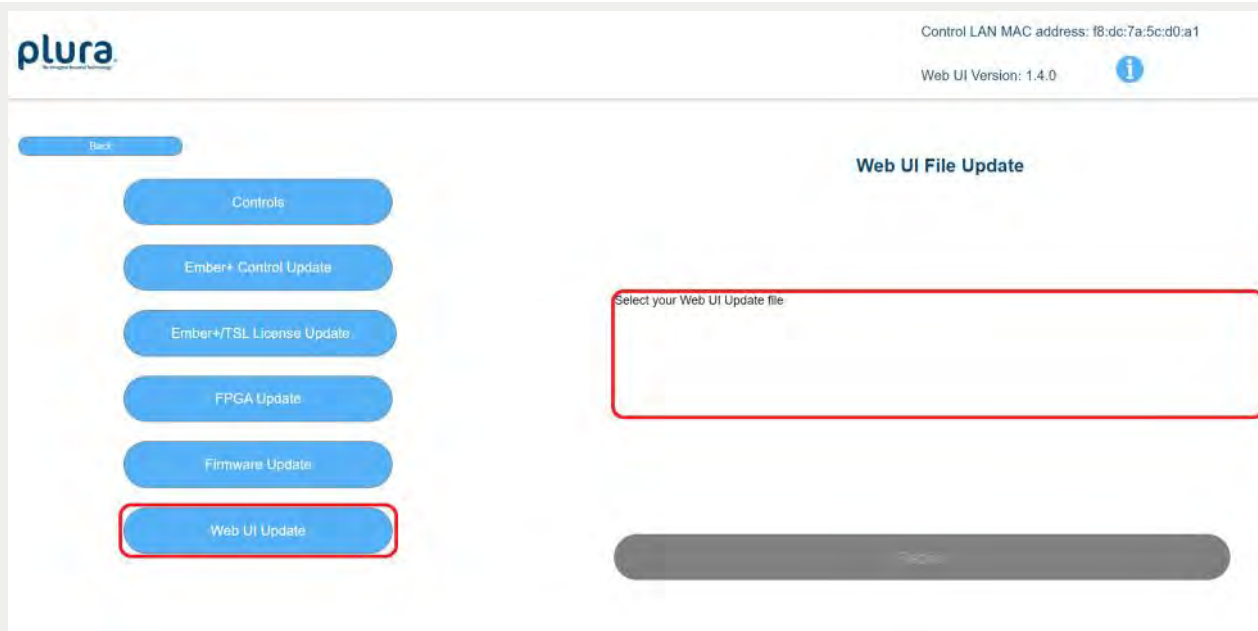 plura
Control LAN MAC address: f8:dc:7a:5c:d0:a1
Web UI Version: 1.4.0
i
Back
Web UI File Update
Controls
Ember+ Control Update
Select your Web UI Update file
Ember+/TSL License Update
FPGA Update
Firmware Update
Web UI Update